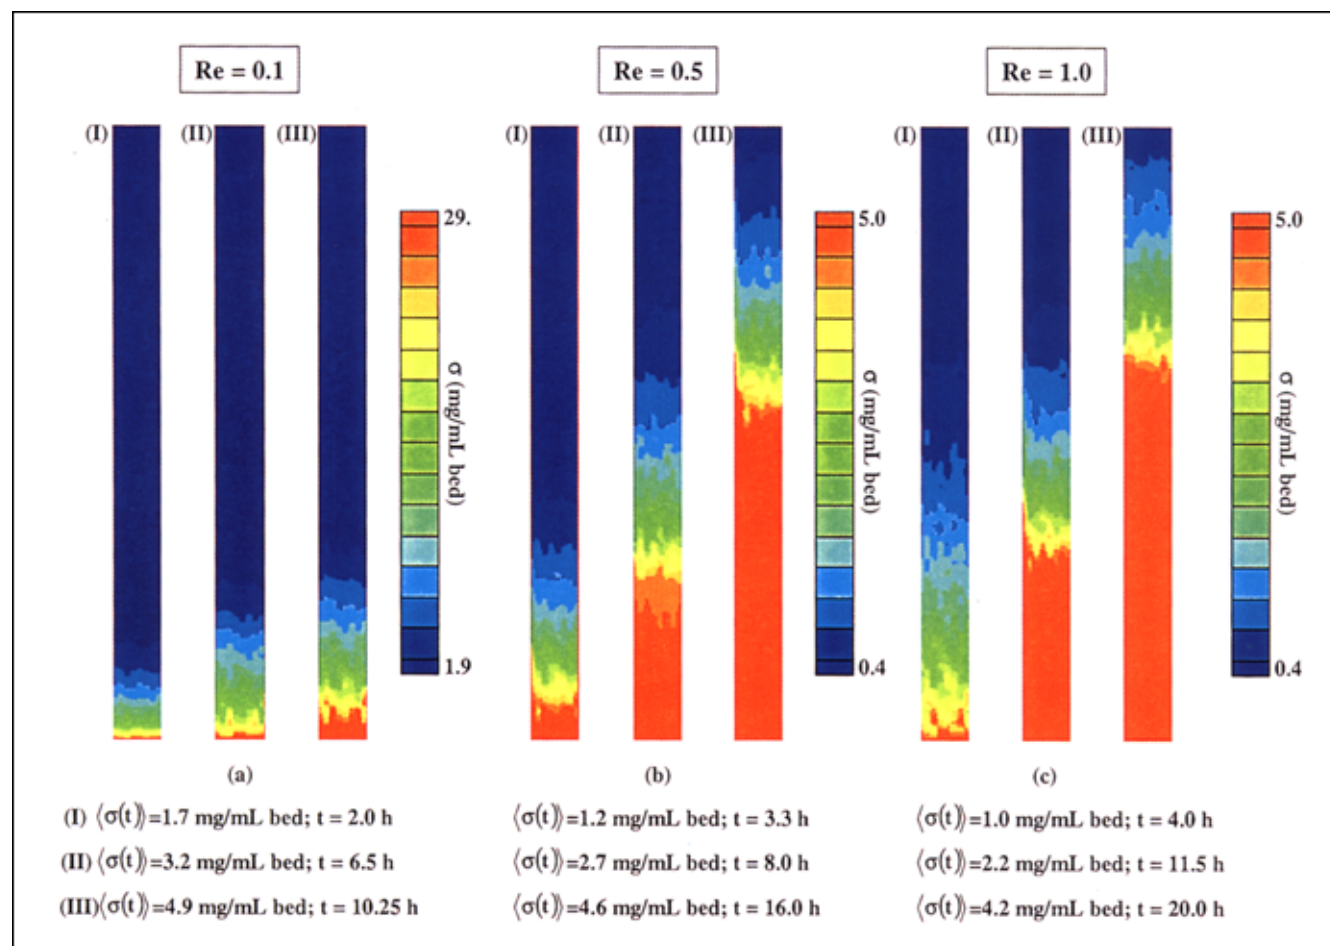 Re = 0.1
Re = 0.5
Re = 1.0
(I)
(II)
(III)
(I)
(II)
(III)
(I)
(II)
(III)
29.
1.9
σ (mg/mL bed)
5.0
0.4
σ (mg/mL bed)
5.0
0.4
σ (mg/mL bed)
(a)
(b)
(c)
(I) ⟨σ(t)⟩=1.7 mg/mL bed; t = 2.0 h
⟨σ(t)⟩=1.2 mg/mL bed; t = 3.3 h
⟨σ(t)⟩=1.0 mg/mL bed; t = 4.0 h
(II) ⟨σ(t)⟩=3.2 mg/mL bed; t = 6.5 h
⟨σ(t)⟩=2.7 mg/mL bed; t = 8.0 h
⟨σ(t)⟩=2.2 mg/mL bed; t = 11.5 h
(III)⟨σ(t)⟩=4.9 mg/mL bed; t = 10.25 h
⟨σ(t)⟩=4.6 mg/mL bed; t = 16.0 h
⟨σ(t)⟩=4.2 mg/mL bed; t = 20.0 h